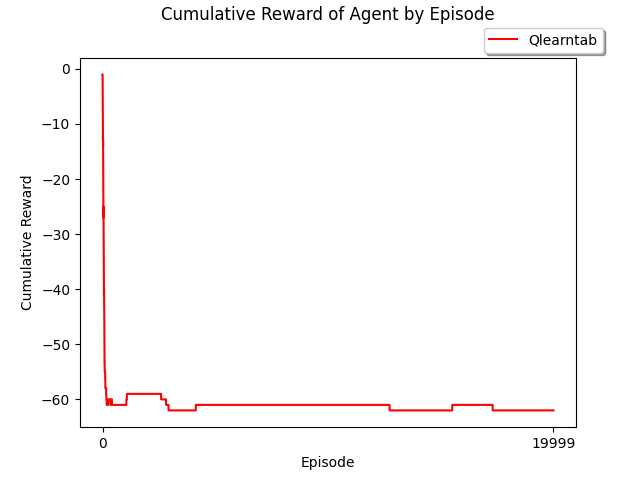 Cumulative Reward of Agent by Episode
Qlearntab
0
−10
−20
−30
−40
−50
−60
Cumulative Reward
0
19999
Episode